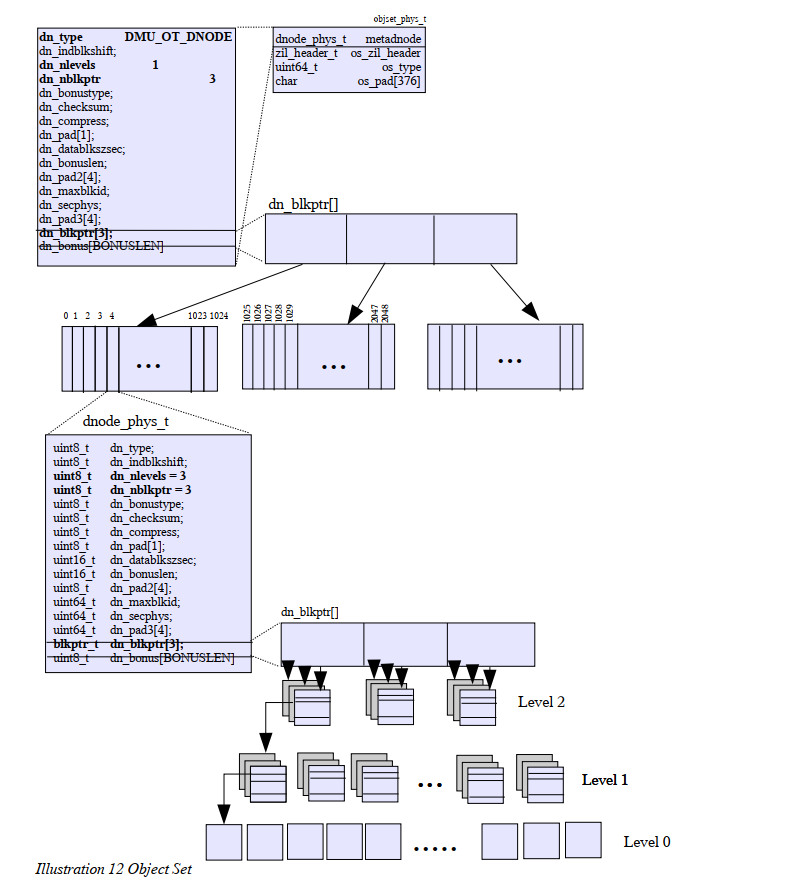 objset_phys_t
dn_type DMU_OT_DNODE
dn_indblkshift;
dn_nlevels 1
dn_nblkptr 3
dn_bonustype;
dn_checksum;
dn_compress;
dn_pad[1];
dn_datablkszsec;
dn_bonuslen;
dn_pad2[4];
dn_maxblkid;
dn_secphys;
dn_pad3[4];
dn_blkptr[3];
dn_bonus[BONUSLEN]
dnode_phys_t metadnode
zil_header_t os_zil_header
uint64_t os_type
char os_pad[376]
dn_blkptr[]
0 1 2 3 4 1023 1024
1025 1026 1027 1028 1029 2047 2048
... ... ...
dnode_phys_t
uint8_t dn_type;
uint8_t dn_indblkshift;
uint8_t dn_nlevels = 3
uint8_t dn_nblkptr = 3
uint8_t dn_bonustype;
uint8_t dn_checksum;
uint8_t dn_compress;
uint8_t dn_pad[1];
uint16_t dn_datablkszsec;
uint16_t dn_bonuslen;
uint8_t dn_pad2[4];
uint64_t dn_maxblkid;
uint64_t dn_secphys;
uint64_t dn_pad3[4];
blkptr_t dn_blkptr[3];
uint8_t dn_bonus[BONUSLEN]
dn_blkptr[]
Level 2
... Level 1
..... Level 0
Illustration 12 Object Set